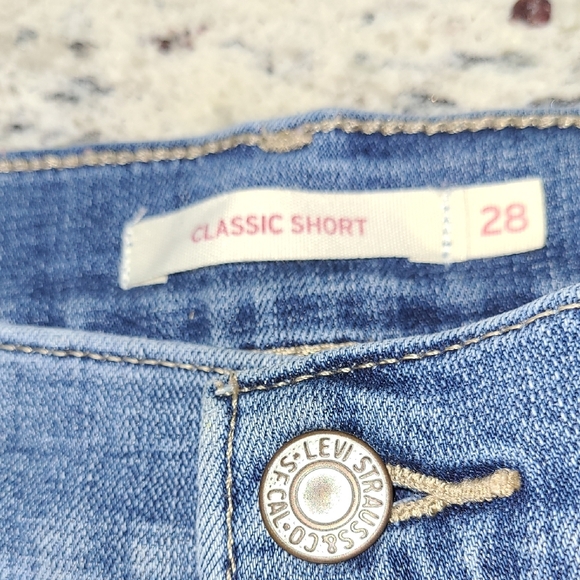 CLASSIC SHORT 28
LEVI STRAUSS & CO. S.F. CAL.